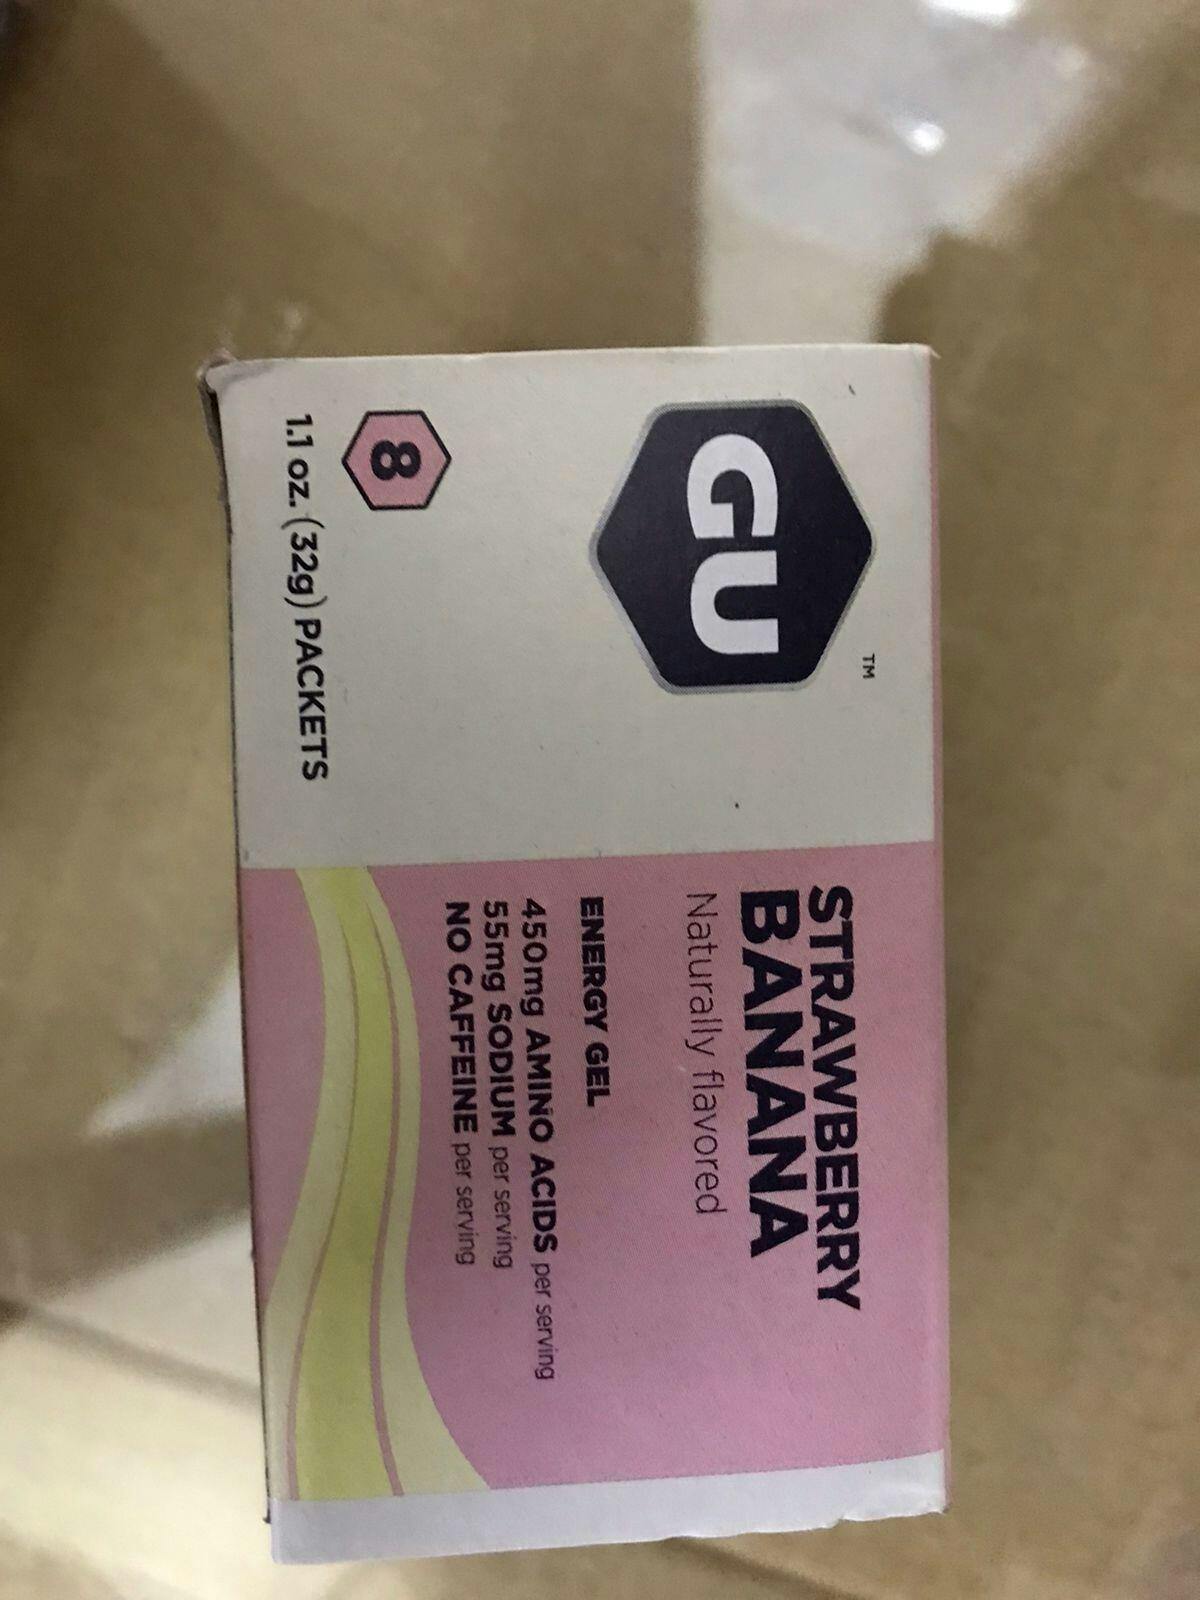 GU
™
8
1.1 oz. (32g) PACKETS
STRAWBERRY
BANANA
Naturally flavored
ENERGY GEL
450mg AMINO ACIDS per serving
55mg SODIUM per serving
NO CAFFEINE per serving